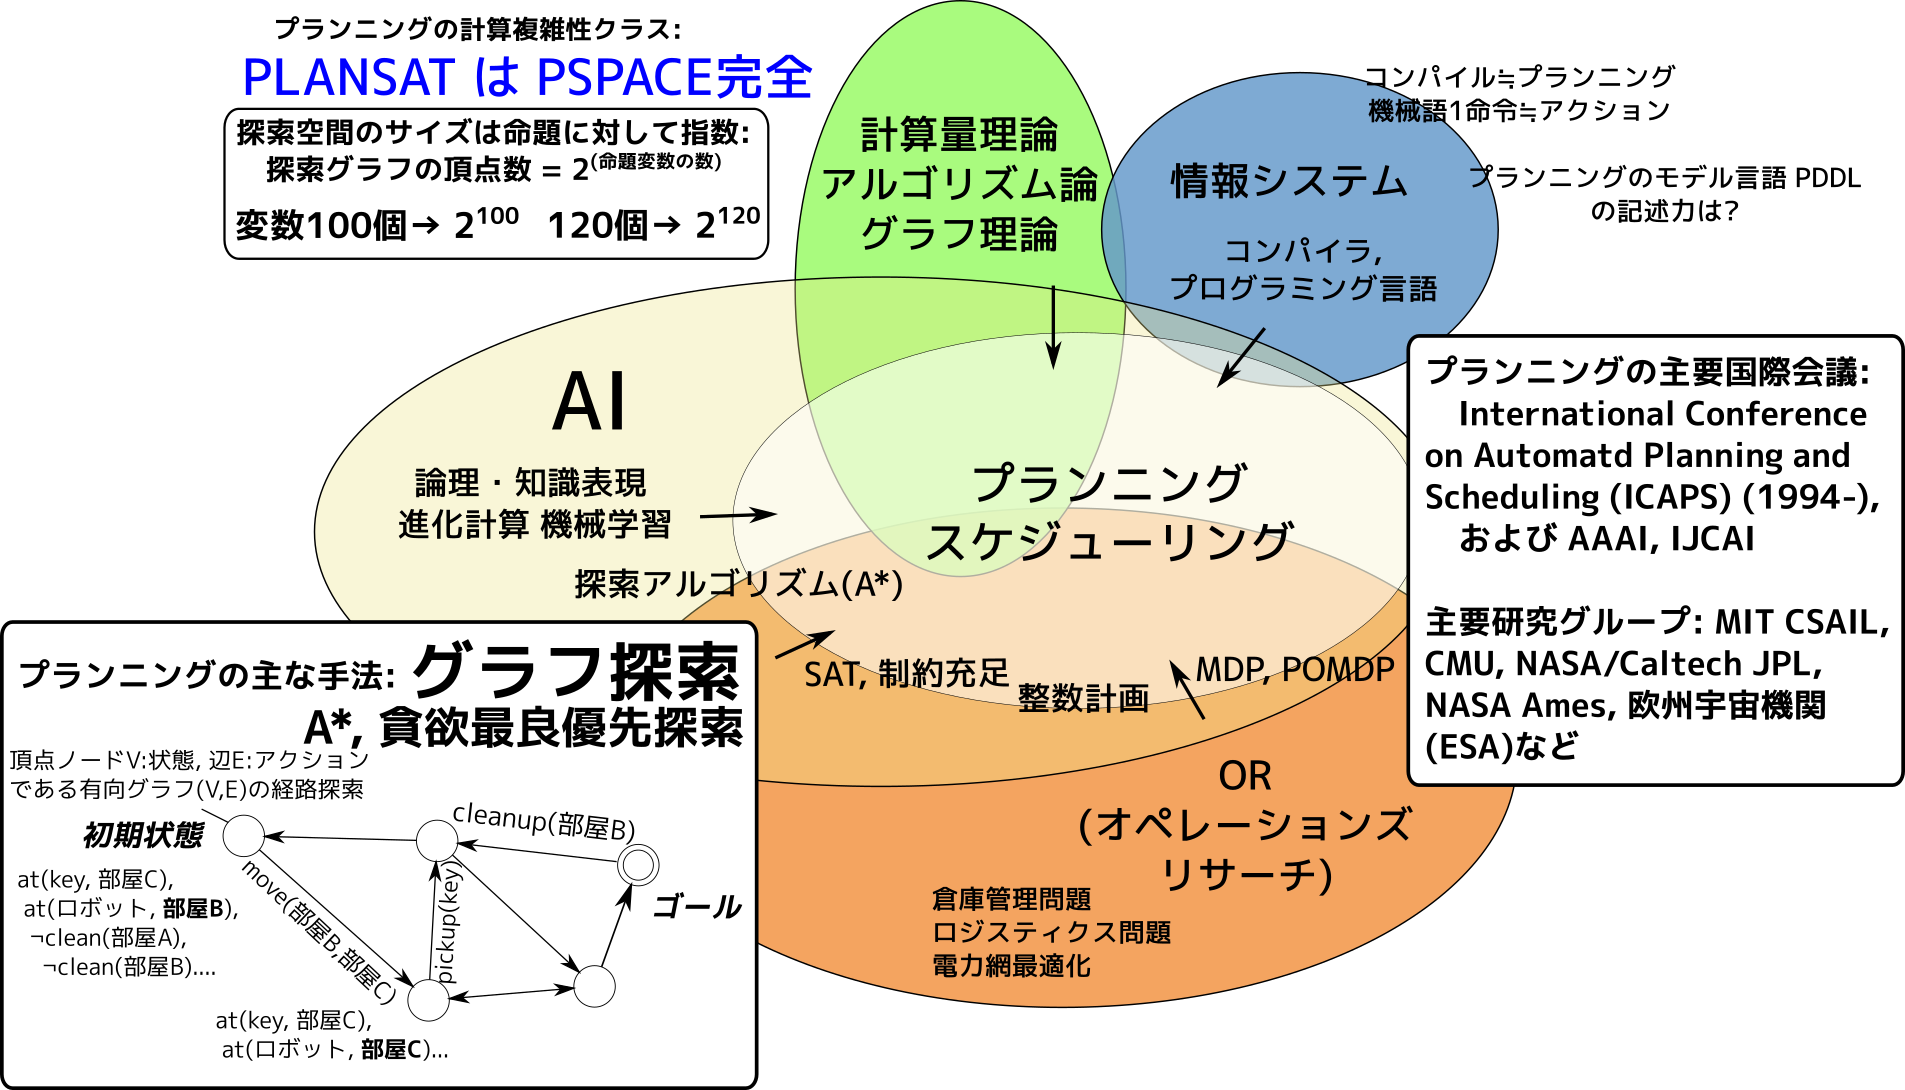 プランニングの計算複雑性クラス:
PLANSAT は PSPACE完全
探索空間のサイズは命題に対して指数:
探索グラフの頂点数 = 2(命題変数の数)
変数100個→ 2100 120個→ 2120
計算量理論
アルゴリズム論
グラフ理論
コンパイル≒プランニング
機械語1命令≒アクション
情報システム
プランニングのモデル言語 PDDL
の記述力は?
コンパイラ,
プログラミング言語
AI
論理・知識表現
進化計算 機械学習
探索アルゴリズム(A*)
プランニング
スケジューリング
SAT, 制約充足
整数計画
MDP, POMDP
OR
(オペレーションズ
リサーチ)
倉庫管理問題
ロジスティクス問題
電力網最適化
プランニングの主要国際会議:
International Conference
on Automatd Planning and
Scheduling (ICAPS) (1994-),
および AAAI, IJCAI
主要研究グループ: MIT CSAIL,
CMU, NASA/Caltech JPL,
NASA Ames, 欧州宇宙機関
(ESA)など
プランニングの主な手法: グラフ探索
A*, 貪欲最良優先探索
頂点ノードV:状態, 辺E:アクション
である有向グラフ(V,E)の経路探索
初期状態
cleanup(部屋B)
move(部屋B,部屋C)
pickup(key)
ゴール
at(key, 部屋C),
at(ロボット, 部屋B),
¬clean(部屋A),
¬clean(部屋B)....
at(key, 部屋C),
at(ロボット, 部屋C)...